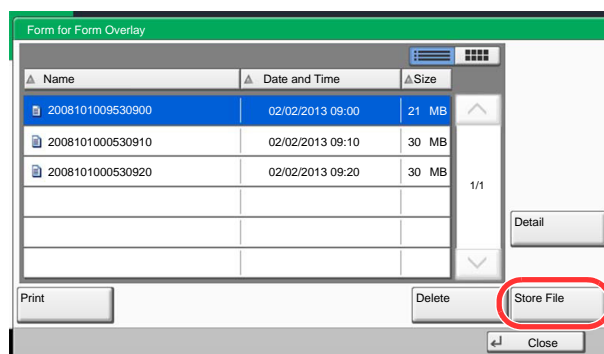 Form for Form Overlay
Name Date and Time Size
2008101009530900 02/02/2013 09:00 21 MB
2008101000530910 02/02/2013 09:10 30 MB
2008101000530920 02/02/2013 09:20 30 MB
1/1
Detail
Print Delete Store File
Close